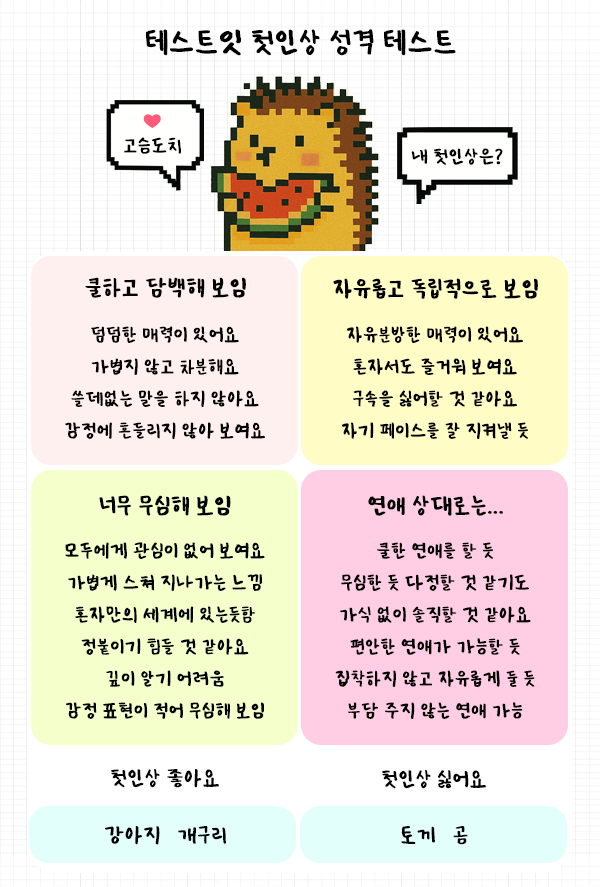 테스트잇 첫인상 성격 테스트
고슴도치
내 첫인상은?
쿨하고 담백해 보임
덤덤한 매력이 있어요
가볍지 않고 차분해요
쓸데없는 말을 하지 않아요
감정에 흔들리지 않아 보여요
자유롭고 독립적으로 보임
자유분방한 매력이 있어요
혼자서도 즐거워 보여요
구속을 싫어할 것 같아요
자기 페이스를 잘 지켜낼 듯
너무 무심해 보임
모두에게 관심이 없어 보여요
가볍게 스쳐 지나가는 느낌
혼자만의 세계에 있는듯함
정붙이기 힘들 것 같아요
깊이 알기 어려움
감정 표현이 적어 무심해 보임
연애 상대로는...
쿨한 연애를 할 듯
무심한 듯 다정할 것 같기도
가식 없이 솔직할 것 같아요
편안한 연애가 가능할 듯
집착하지 않고 자유롭게 둘 듯
부담 주지 않는 연애 가능
첫인상 좋아요
첫인상 싫어요
강아지 개구리
토끼 곰